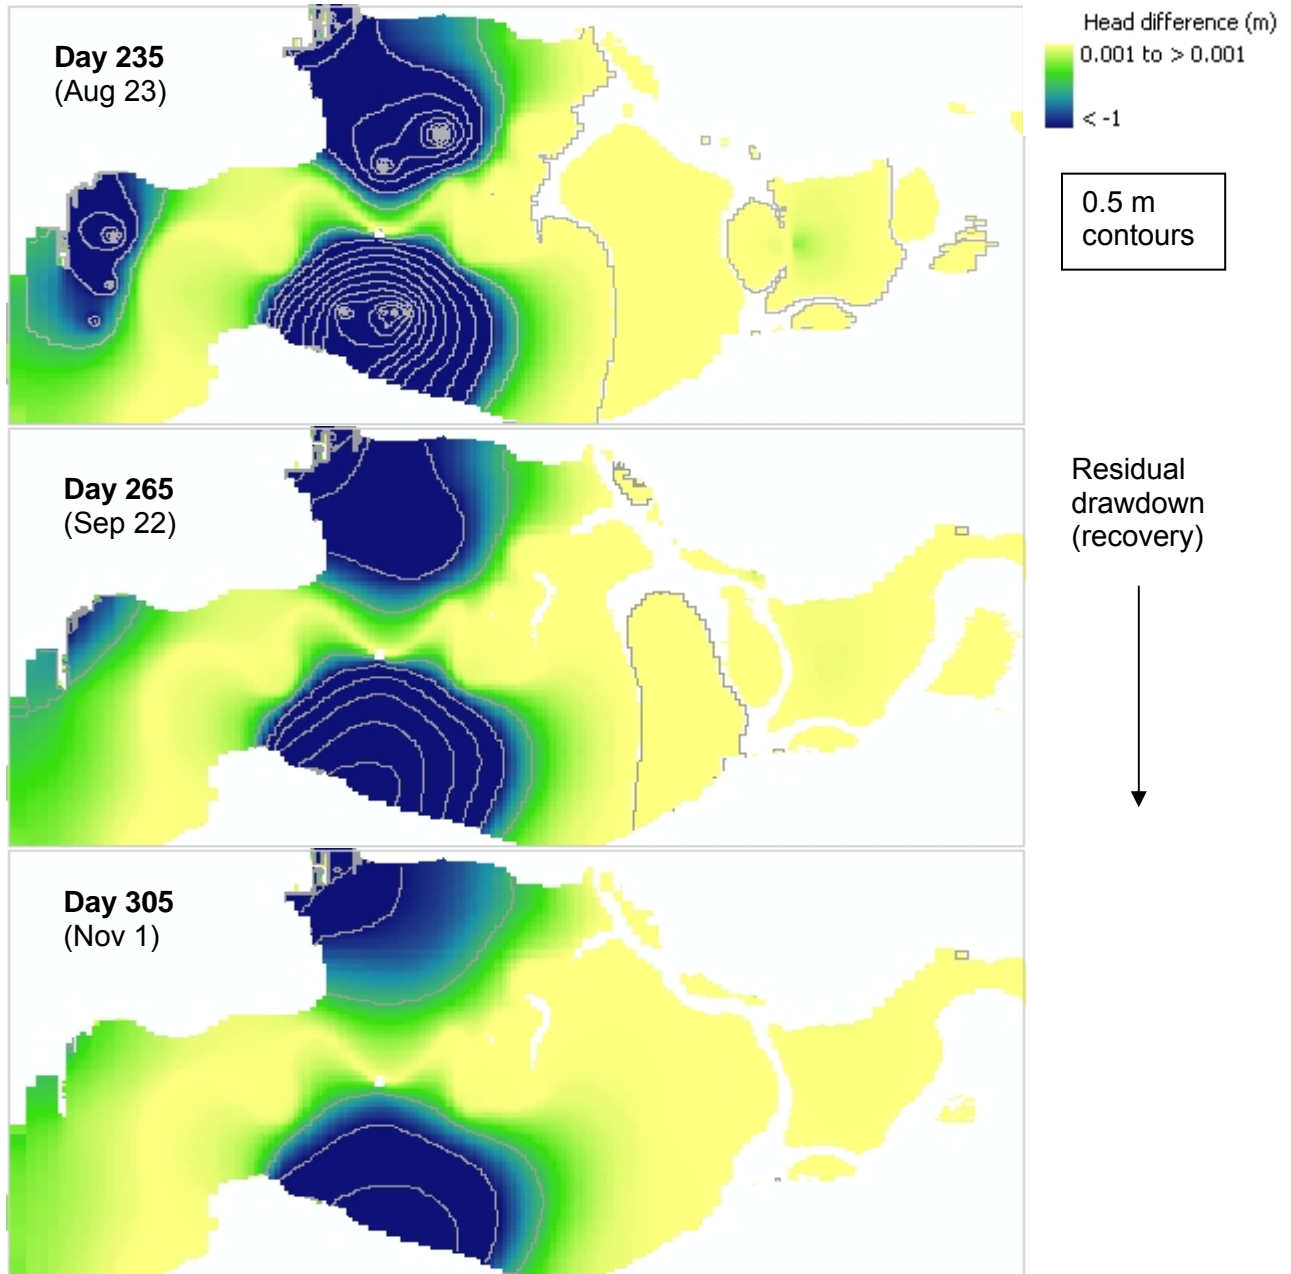 Day 235
(Aug 23)
Head difference (m)
0.001 to > 0.001
< -1
0.5 m
contours
Day 265
(Sep 22)
Residual
drawdown
(recovery)
Day 305
(Nov 1)